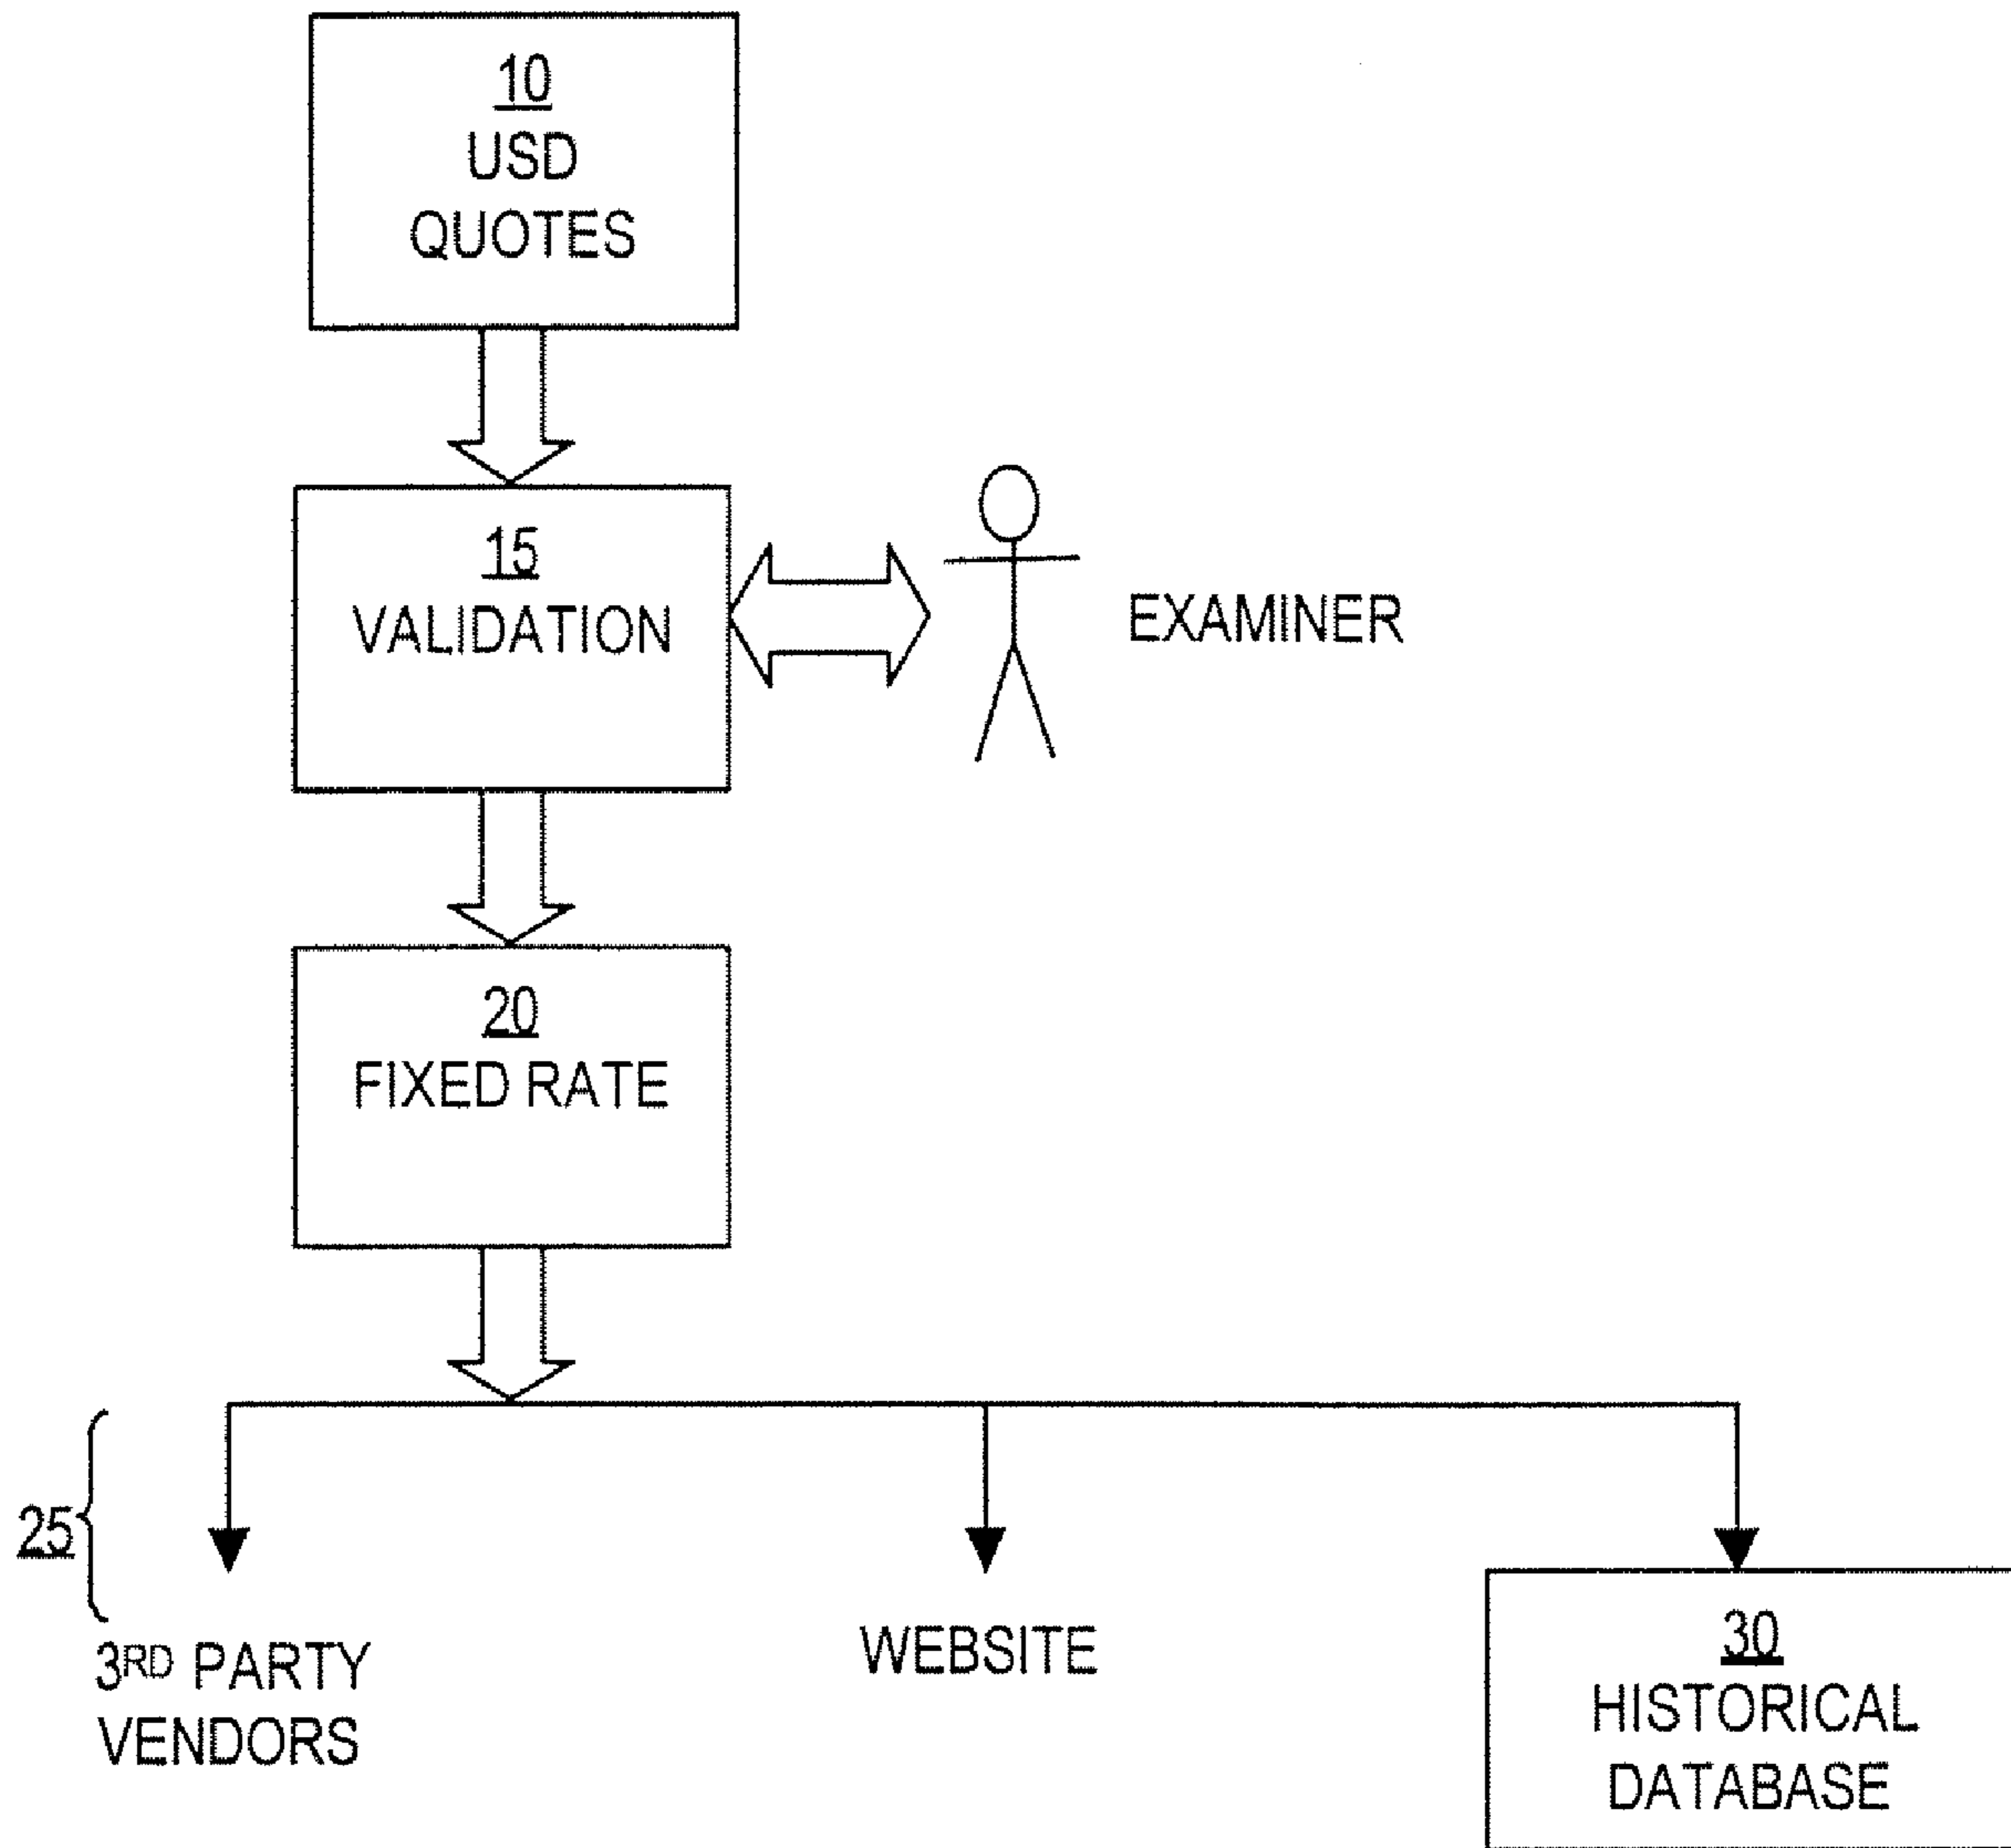 10
USD
QUOTES
15
VALIDATION
EXAMINER
20
FIXED RATE
25
3RD PARTY
VENDORS
WEBSITE
30
HISTORICAL
DATABASE